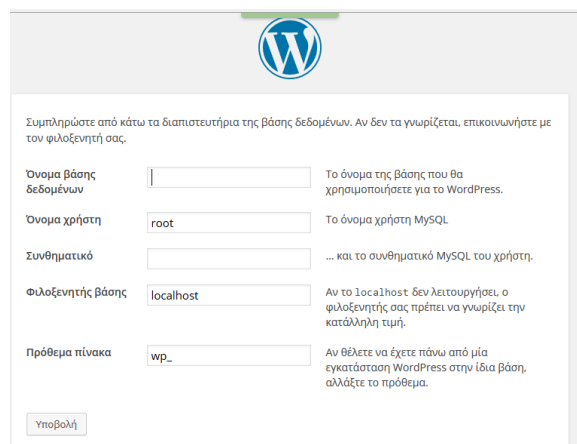 Συμπληρώστε από κάτω τα διαπιστευτήρια της βάσης δεδομένων. Αν δεν τα γνωρίζεται, επικοινωνήστε με
τον φιλοξενητή σας.
Όνομα βάσης
δεδομένων
Το όνομα της βάσης που θα
χρησιμοποιήσετε για το WordPress.
Όνομα χρήστη
root
Το όνομα χρήστη MySQL
Συνθηματικό
... και το συνθηματικό MySQL του χρήστη.
Φιλοξενητής βάσης
localhost
Αν το localhost δεν λειτουργήσει, ο
φιλοξενητής σας πρέπει να γνωρίζει την
κατάλληλη τιμή.
Πρόθεμα πίνακα
wp_
Αν θέλετε να έχετε πάνω από μία
εγκατάσταση WordPress στην ίδια βάση,
αλλάξτε το πρόθεμα.
Υποβολή